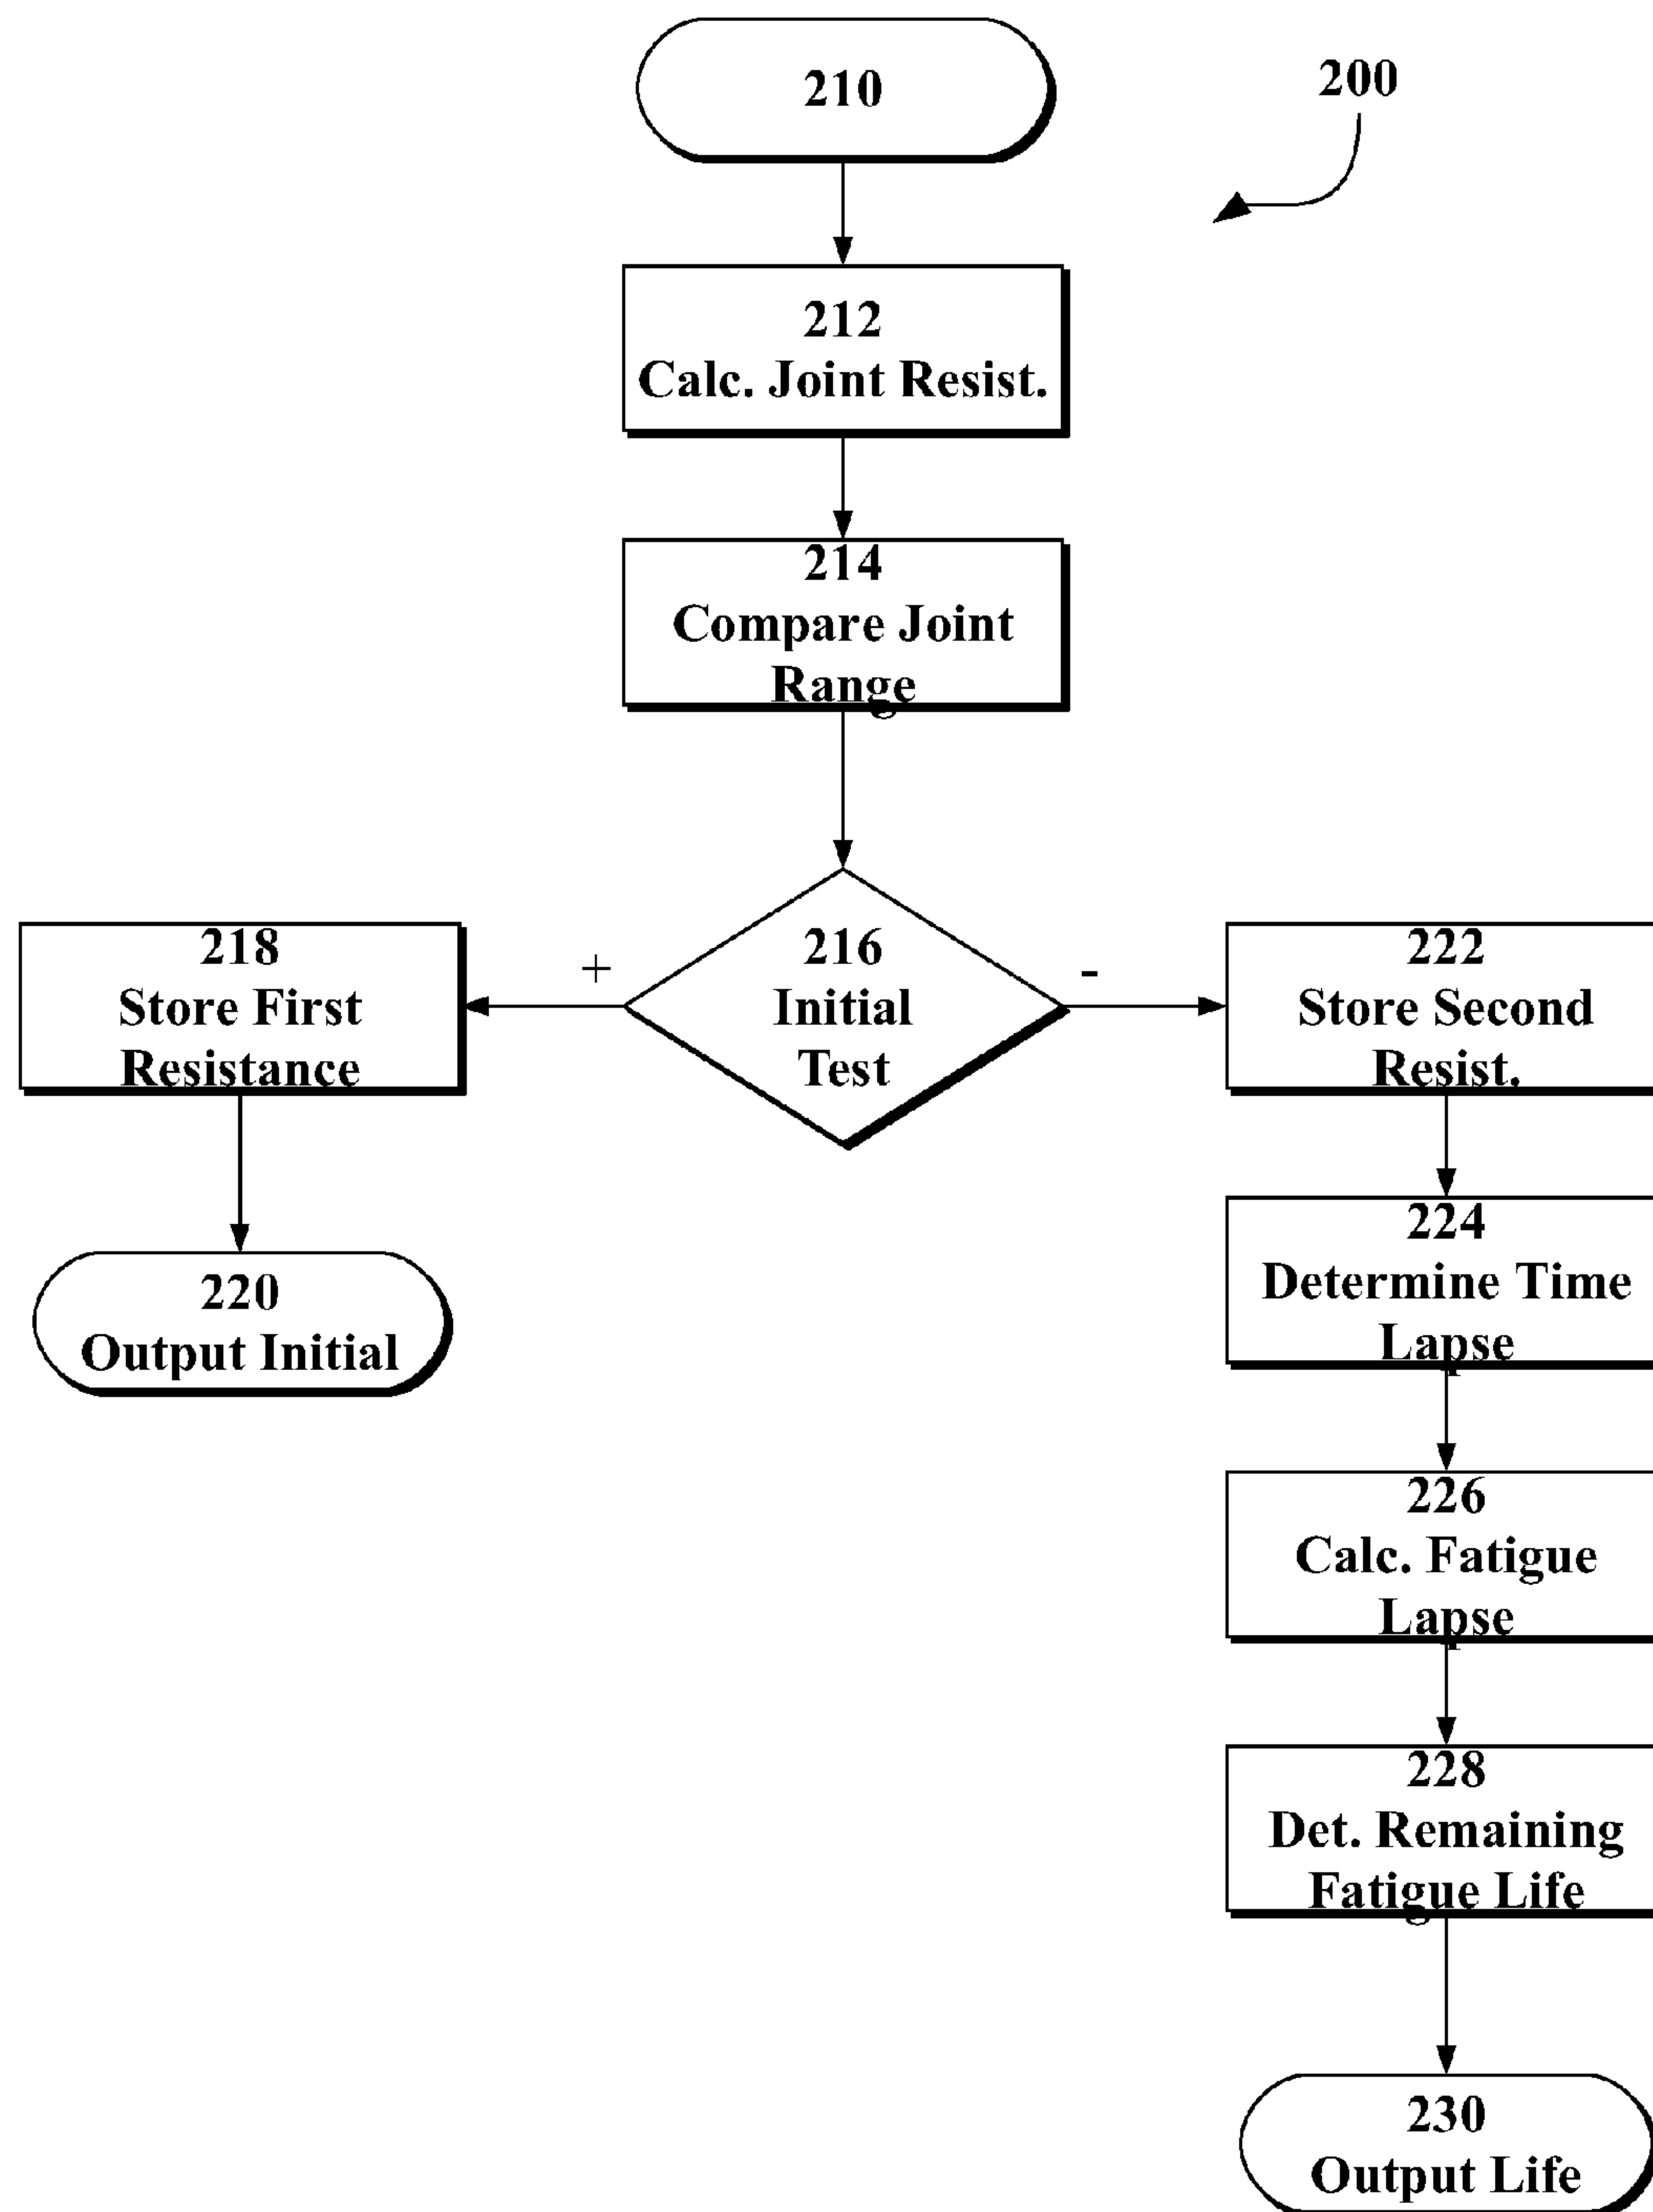 210
200
212
Calc. Joint Resist.
214
Compare Joint
Range
216
Initial
Test
+
-
218
Store First
Resistance
220
Output Initial
222
Store Second
Resist.
224
Determine Time
Lapse
226
Calc. Fatigue
Lapse
228
Det. Remaining
Fatigue Life
230
Output Life